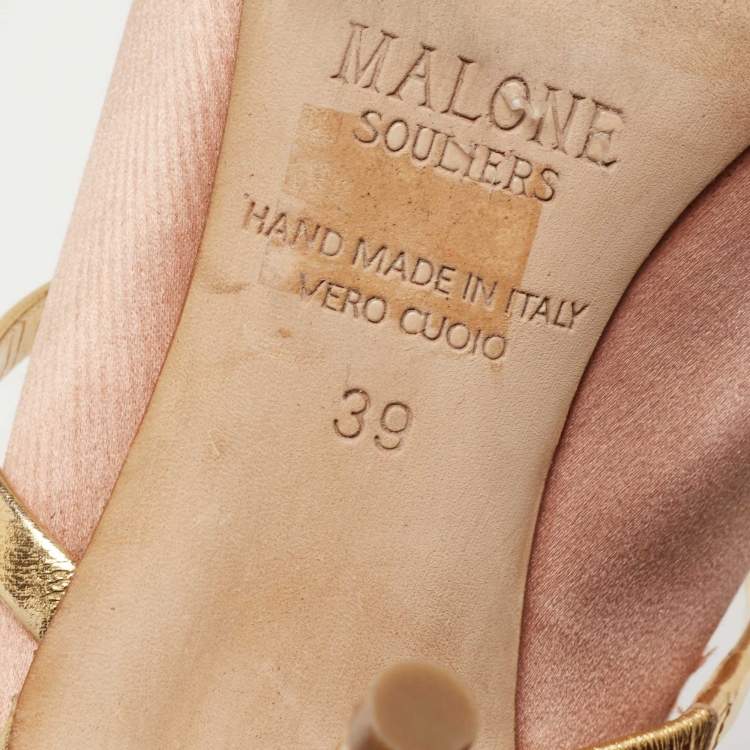 MALONE
SOULIERS
HAND MADE IN ITALY
VERO CUOIO
39